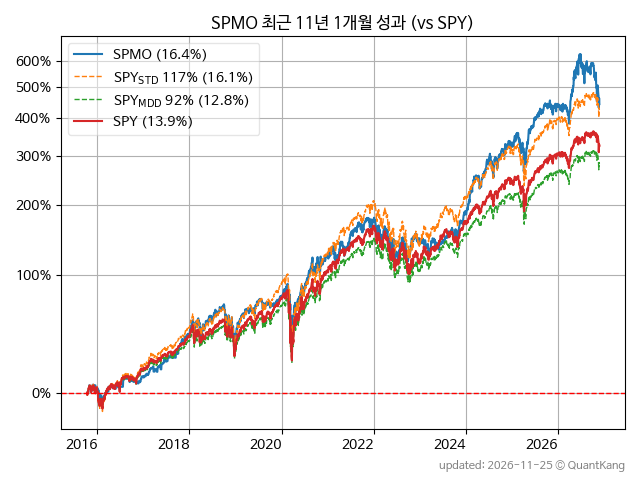 SPMO 최근 11년 1개월 성과 (vs SPY)
SPMO (16.4%)
SPY_STD 117% (16.1%)
SPY_MDD 92% (12.8%)
SPY (13.9%)
600%
500%
400%
300%
200%
100%
0%
2016 2018 2020 2022 2024 2026
updated: 2026-11-25 © QuantKang